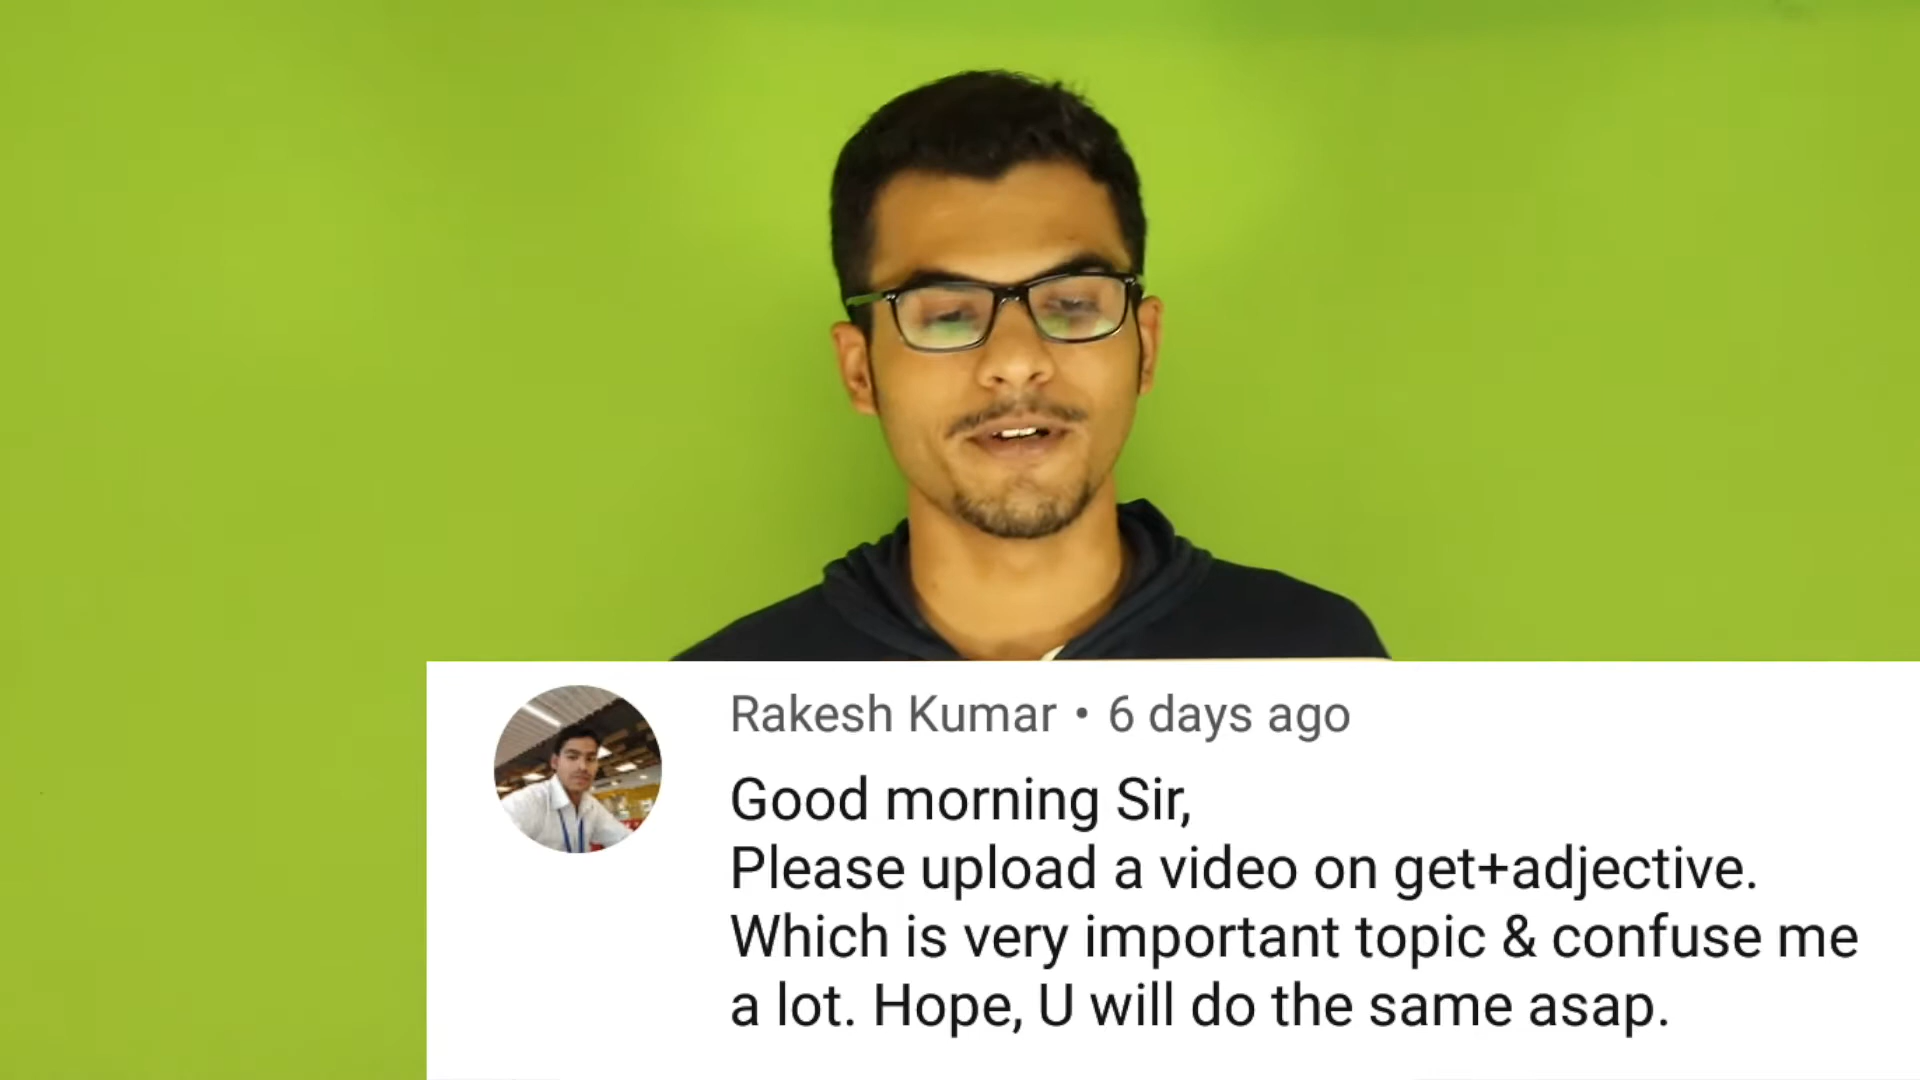 Rakesh Kumar • 6 days ago
Good morning Sir,
Please upload a video on get+adjective.
Which is very important topic & confuse me
a lot. Hope, U will do the same asap.